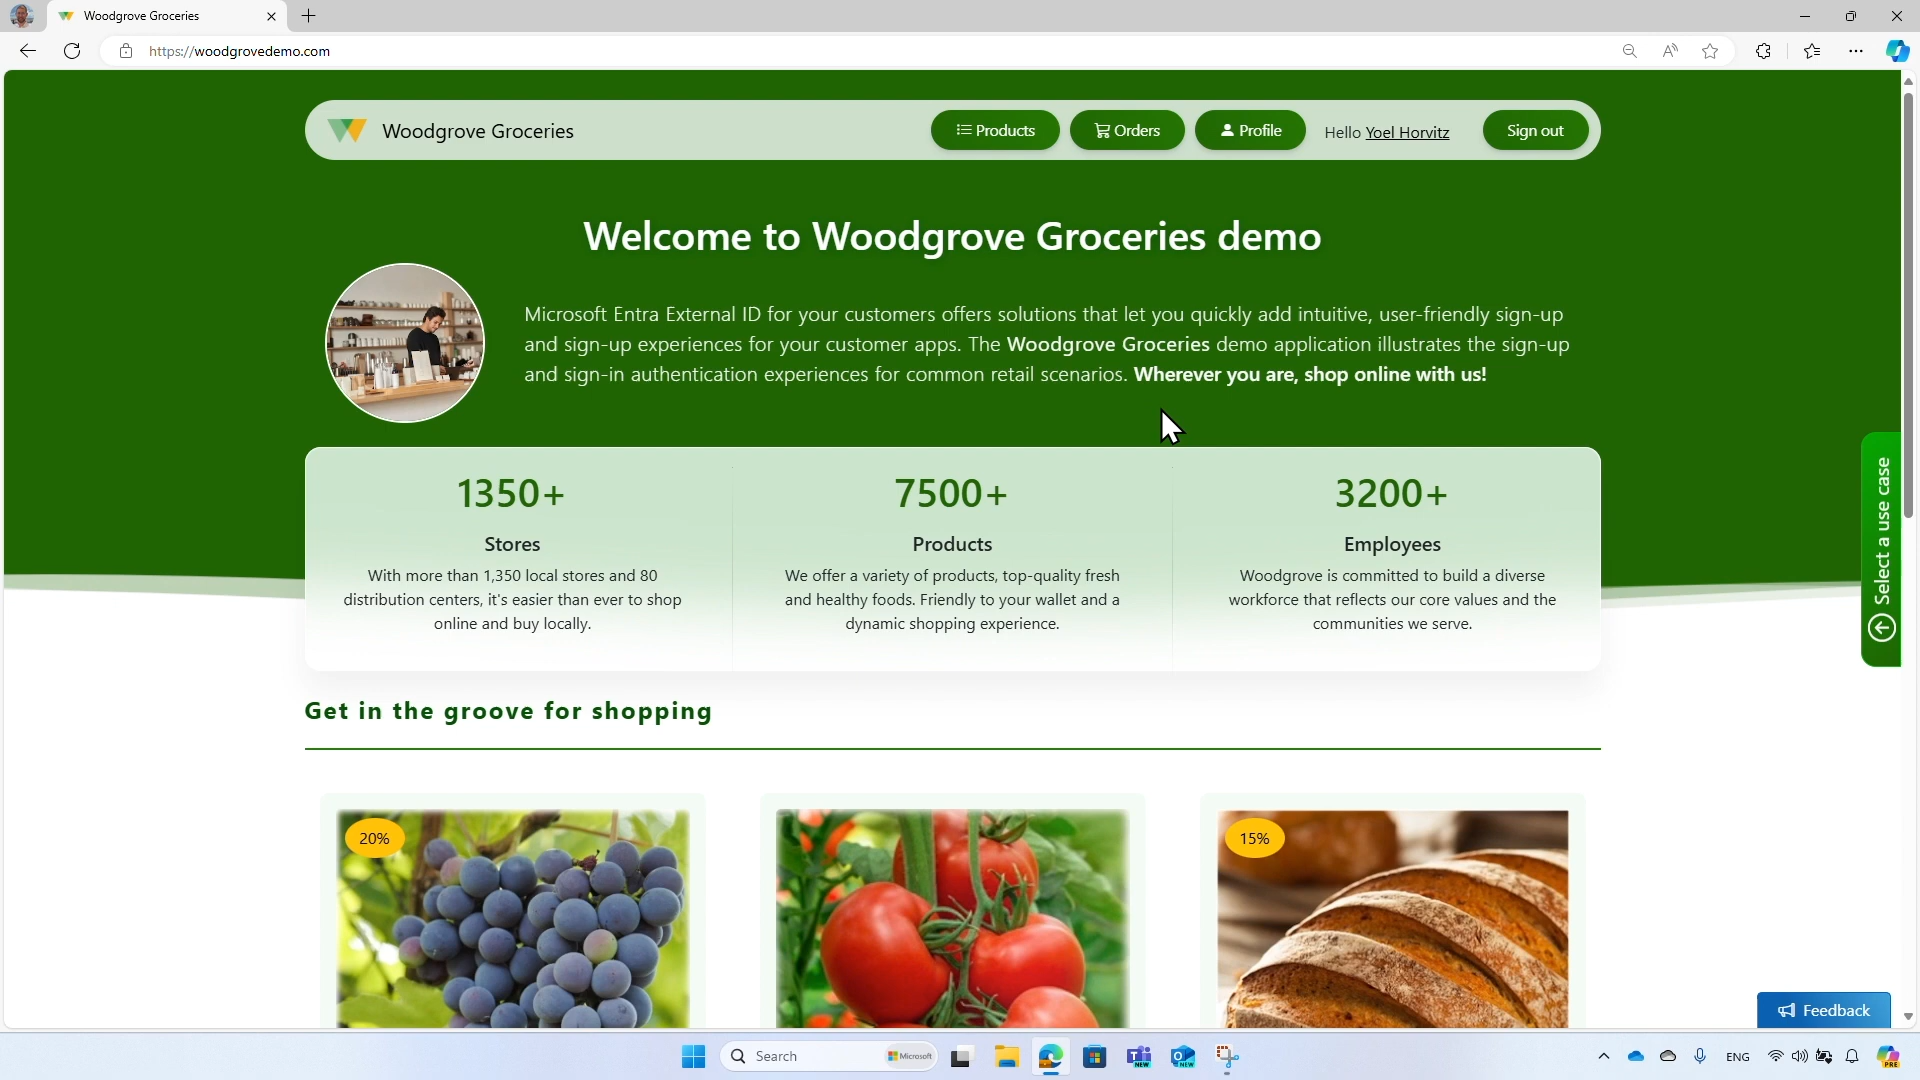 Woodgrove Groceries
https://woodgrovedemo.com
Woodgrove Groceries
Products
Orders
Profile
Hello Yoel Horvitz
Sign out
Welcome to Woodgrove Groceries demo
Microsoft Entra External ID for your customers offers solutions that let you quickly add intuitive, user-friendly sign-up
and sign-up experiences for your customer apps. The Woodgrove Groceries demo application illustrates the sign-up
and sign-in authentication experiences for common retail scenarios. Wherever you are, shop online with us!
1350+
Stores
With more than 1,350 local stores and 80
distribution centers, it's easier than ever to shop
online and buy locally.
7500+
Products
We offer a variety of products, top-quality fresh
and healthy foods. Friendly to your wallet and a
dynamic shopping experience.
3200+
Employees
Woodgrove is committed to build a diverse
workforce that reflects our core values and the
communities we serve.
Select a use case
Get in the groove for shopping
20%
15%
Feedback
Search
Microsoft
NEW
NEW
ENG
PRE